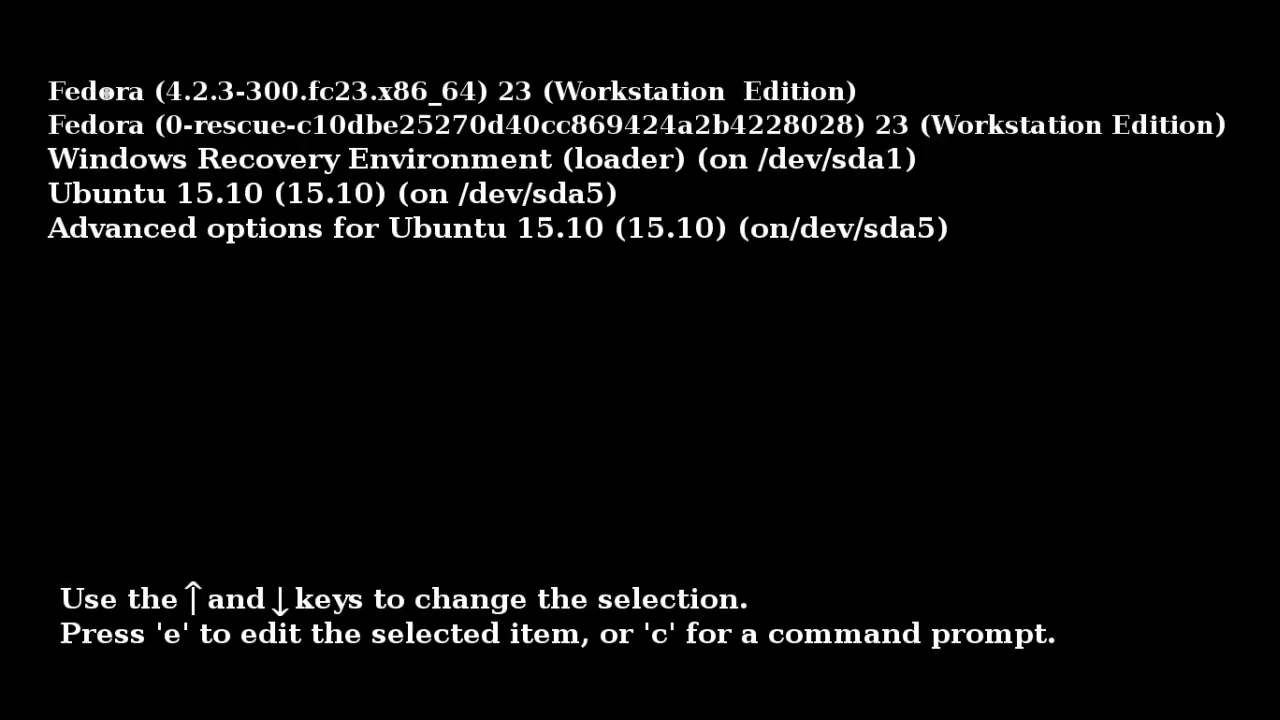 Fedora (4.2.3-300.fc23.x86_64) 23 (Workstation  Edition)
Fedora (0-rescue-c10dbe25270d40cc869424a2b4228028) 23 (Workstation Edition)
Windows Recovery Environment (loader) (on /dev/sda1)
Ubuntu 15.10 (15.10) (on /dev/sda5)
Advanced options for Ubuntu 15.10 (15.10) (on/dev/sda5)
Use the ↑ and ↓ keys to change the selection.
Press 'e' to edit the selected item, or 'c' for a command prompt.